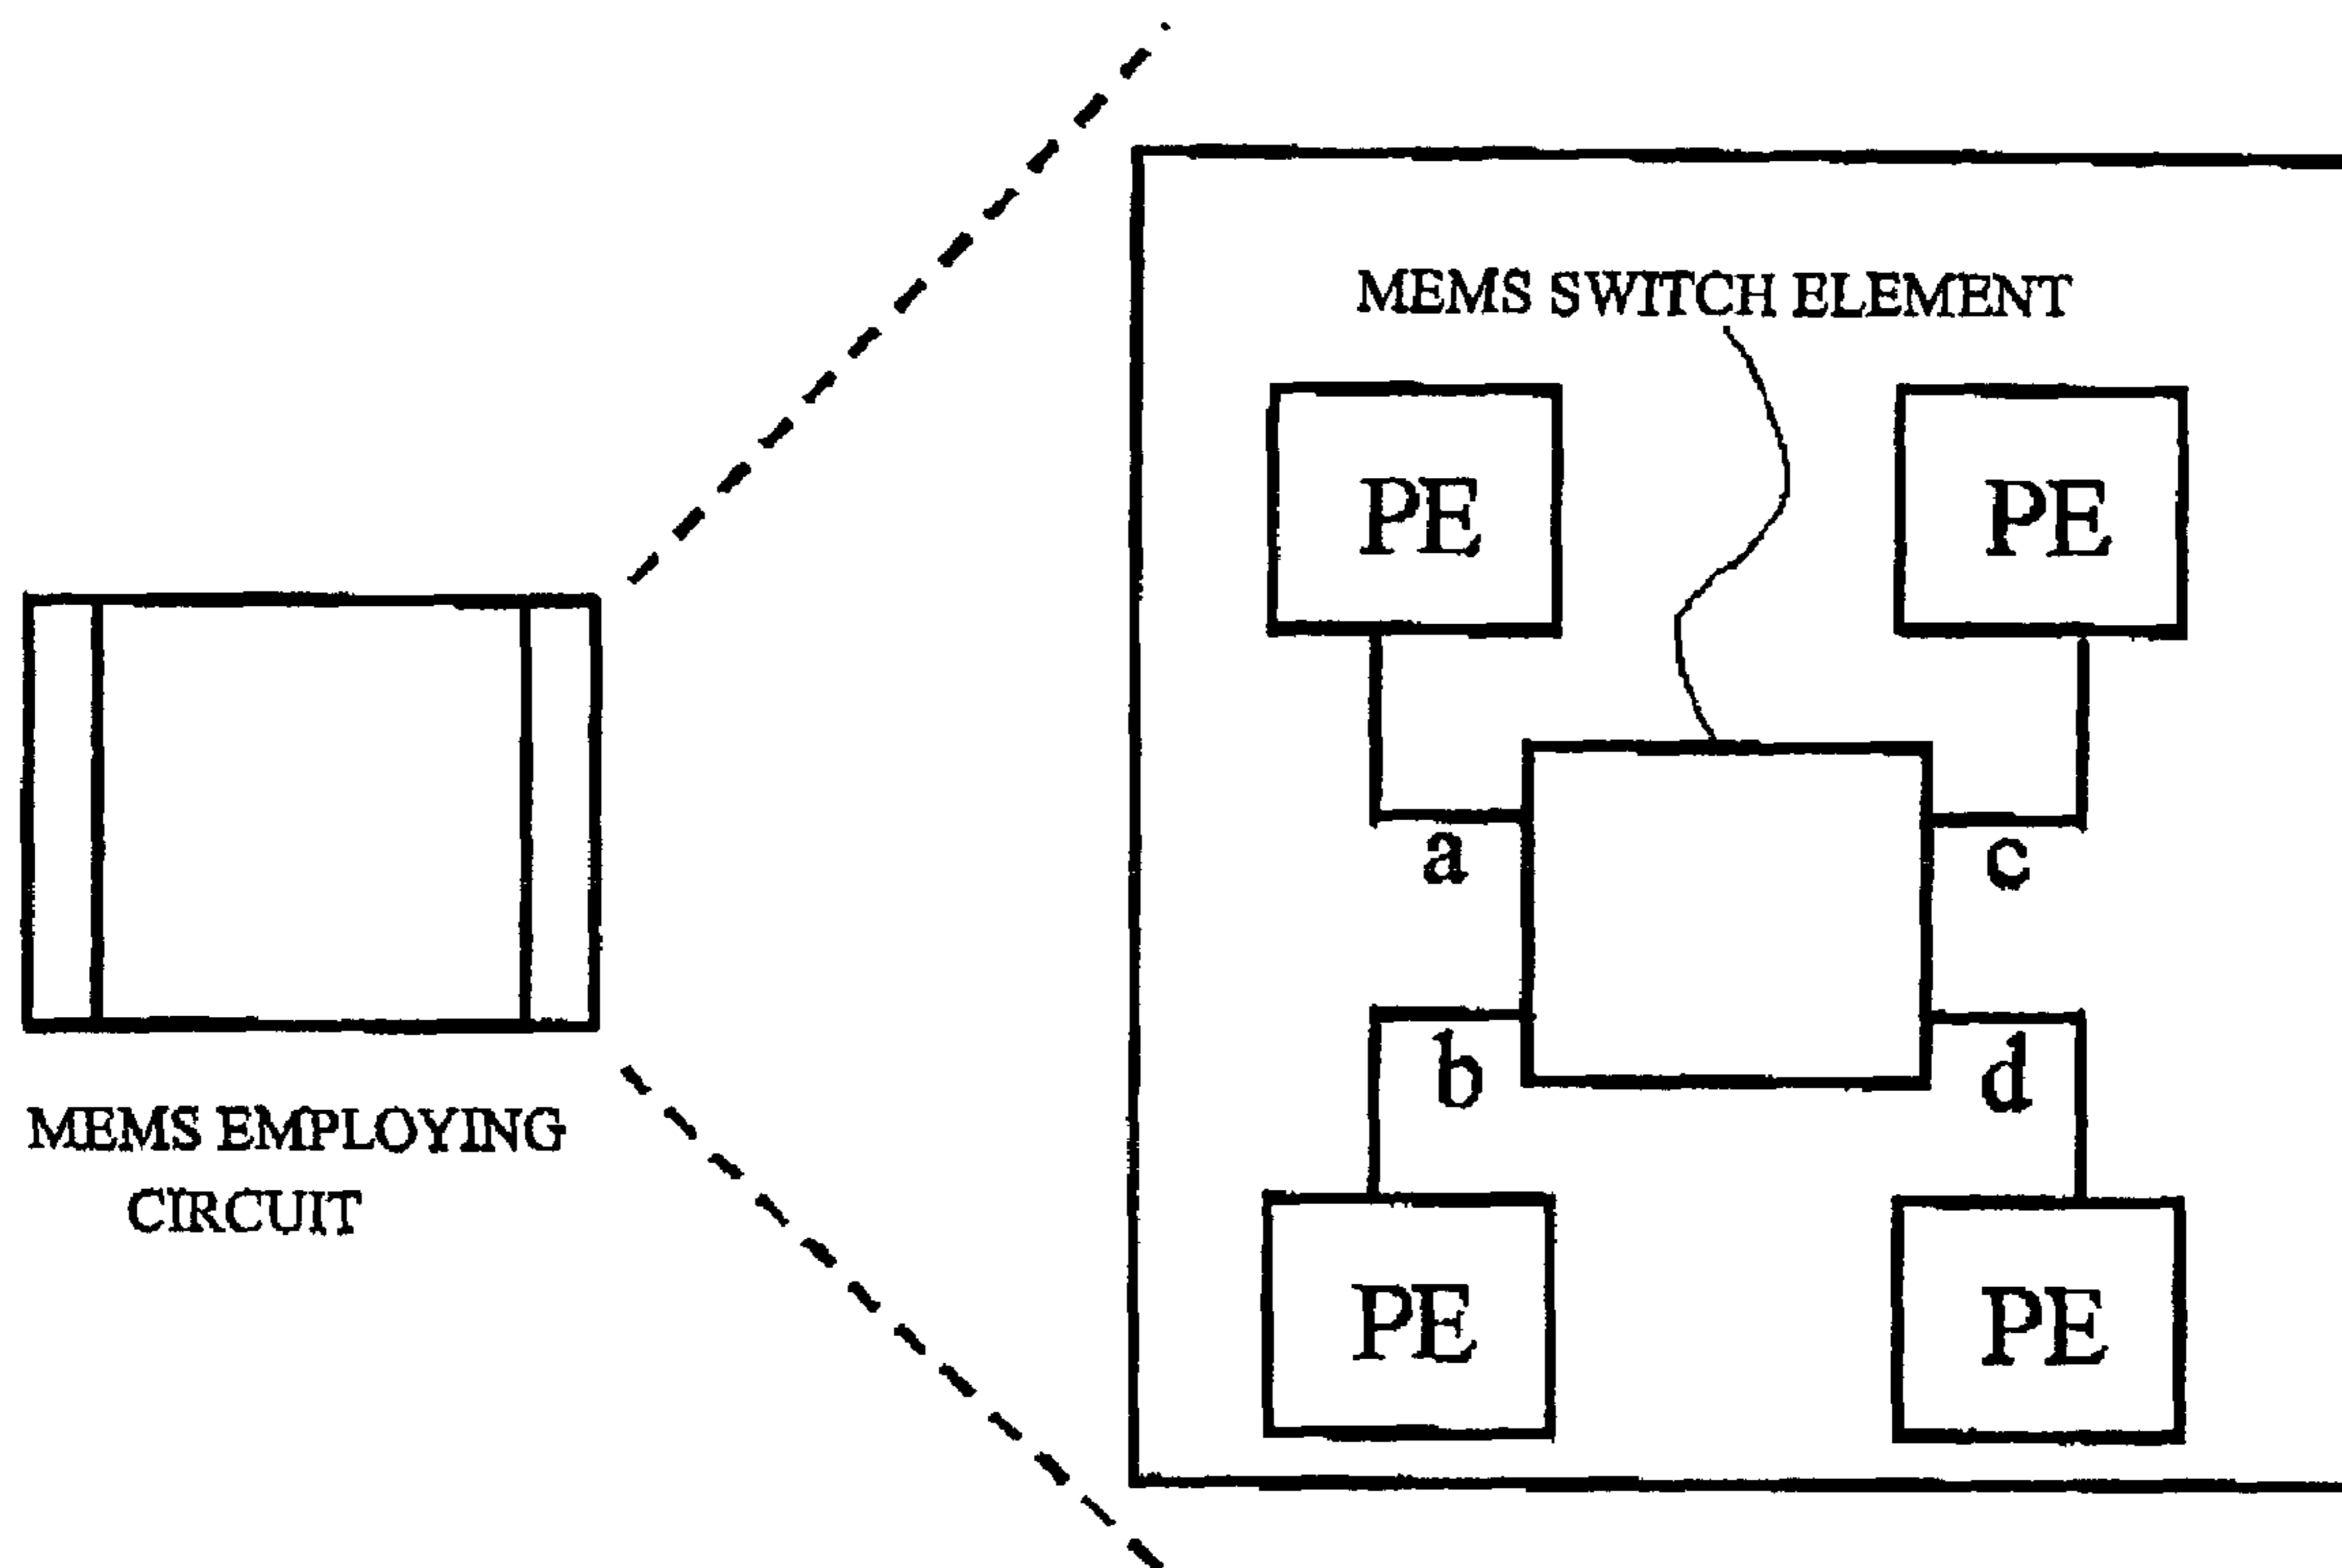 MEMS SWITCH ELEMENT
PE
PE
a
c
b
d
MEMS EMPLOYING
CIRCUIT
PE
PE